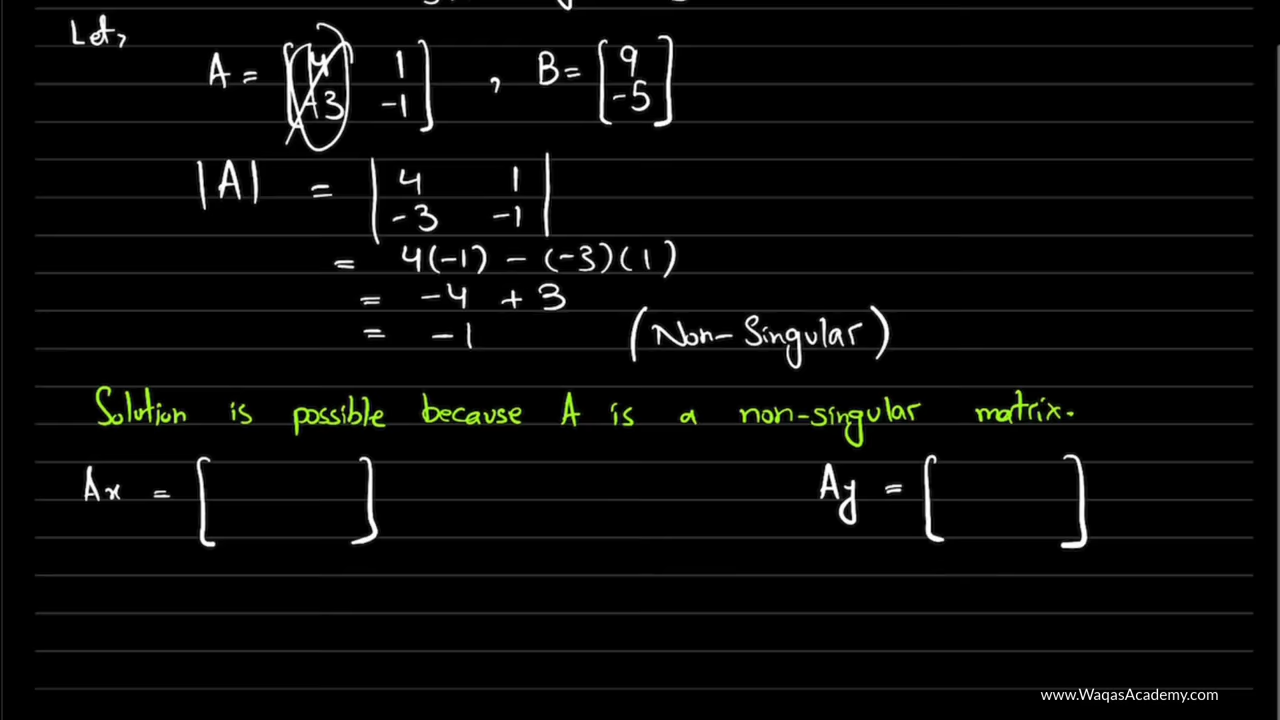 Let,
A = [4 1 -3 -1] , B = [9 -5]
|A| = |4 1 -3 -1|
= 4(-1) - (-3)(1)
= -4 + 3
= -1 (Non-Singular)
Solution is possible because A is a non-singular matrix.
Ax = [ ] Ay = [ ]
www.WaqasAcademy.com